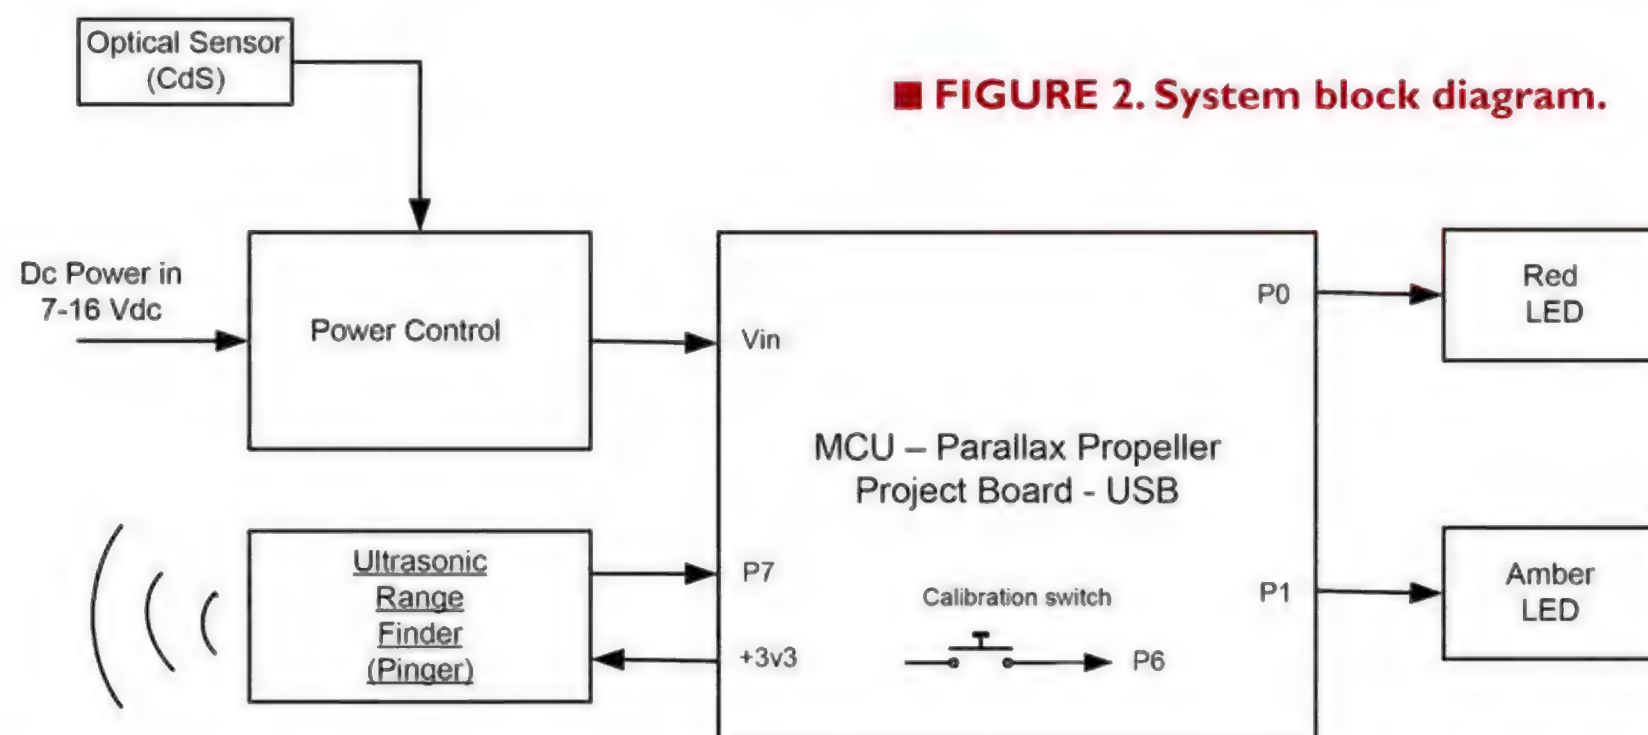 Optical Sensor
(CdS)
■ FIGURE 2. System block diagram.
Dc Power in
7-16 Vdc
Power Control
Vin
P0
Red
LED
MCU – Parallax Propeller
Project Board - USB
Ultrasonic
Range
Finder
(Pinger)
P7
+3v3
Calibration switch
P6
P1
Amber
LED